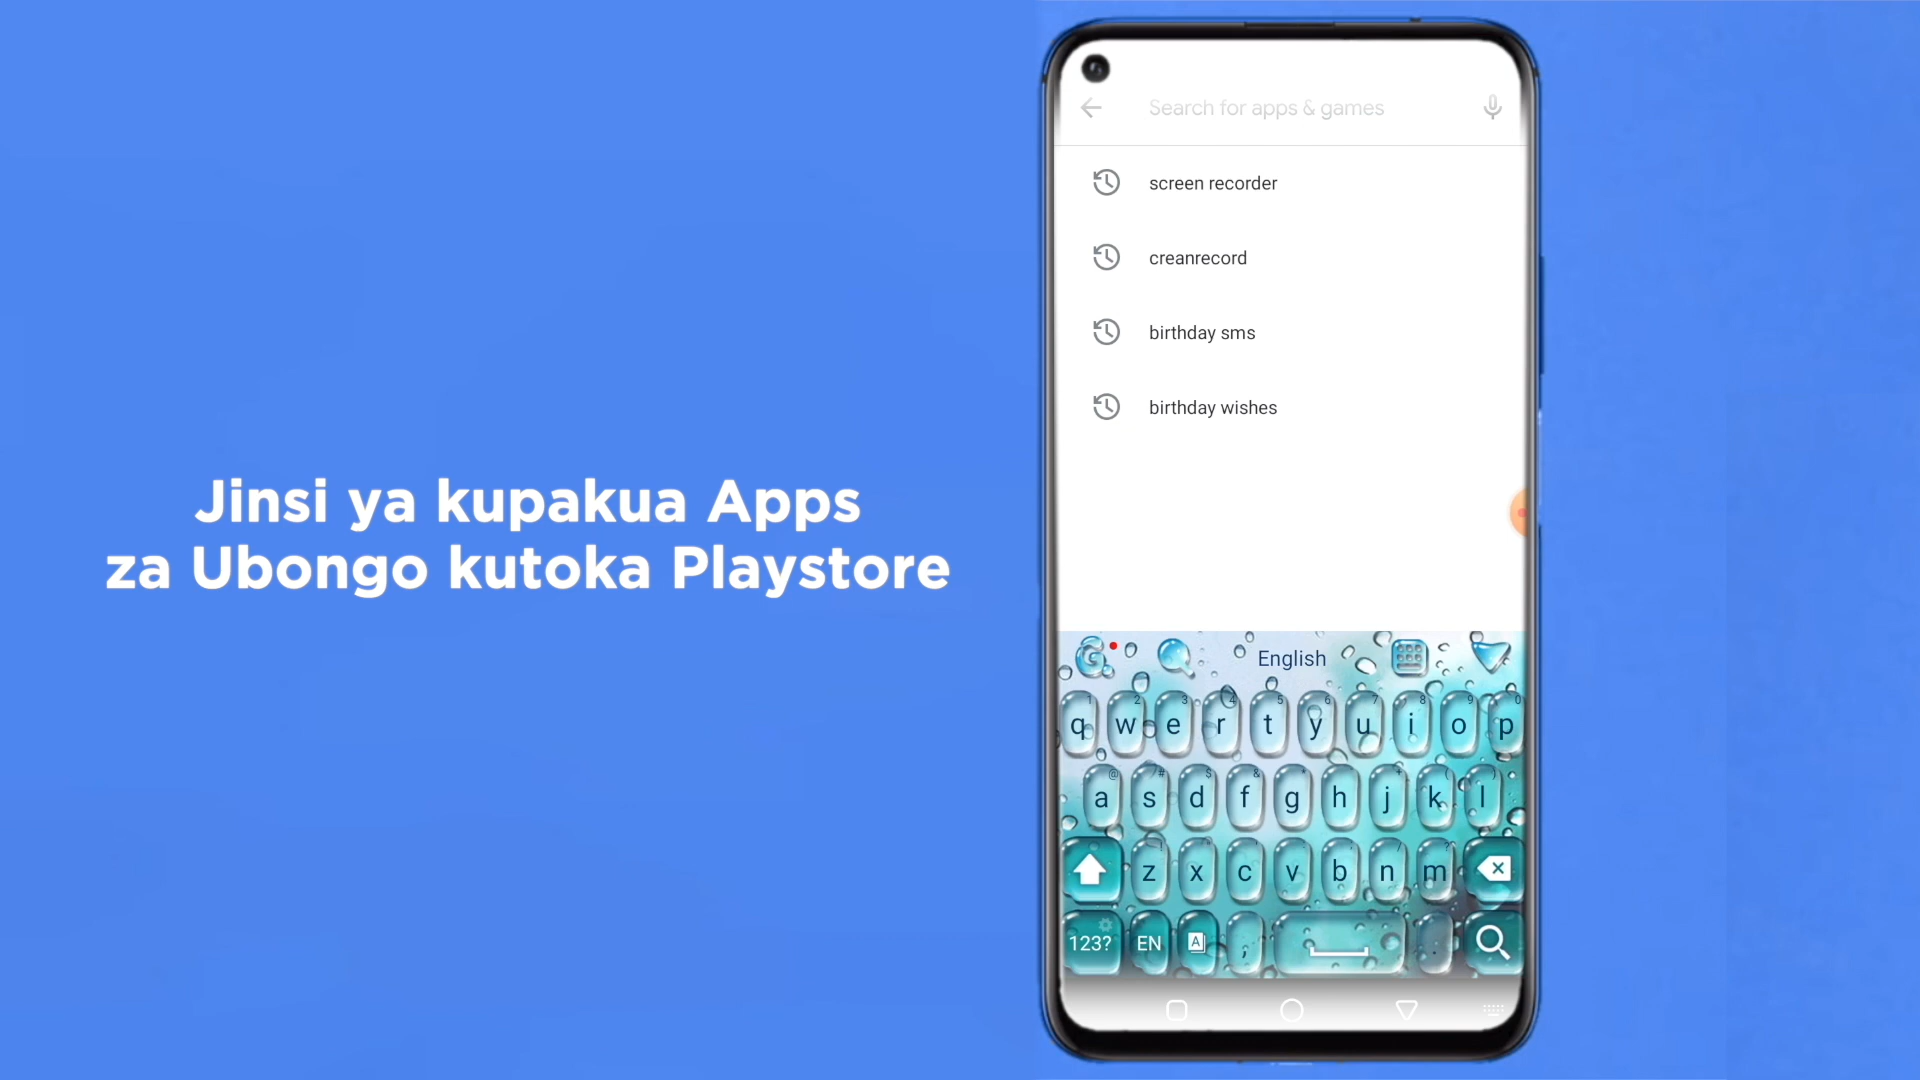 Jinsi ya kupakua Apps
za Ubongo kutoka Playstore
Search for apps & games
screen recorder
creanrecord
birthday sms
birthday wishes
English
q w e r t y u i o p
a s d f g h j k l
z x c v b n m
123? EN , .